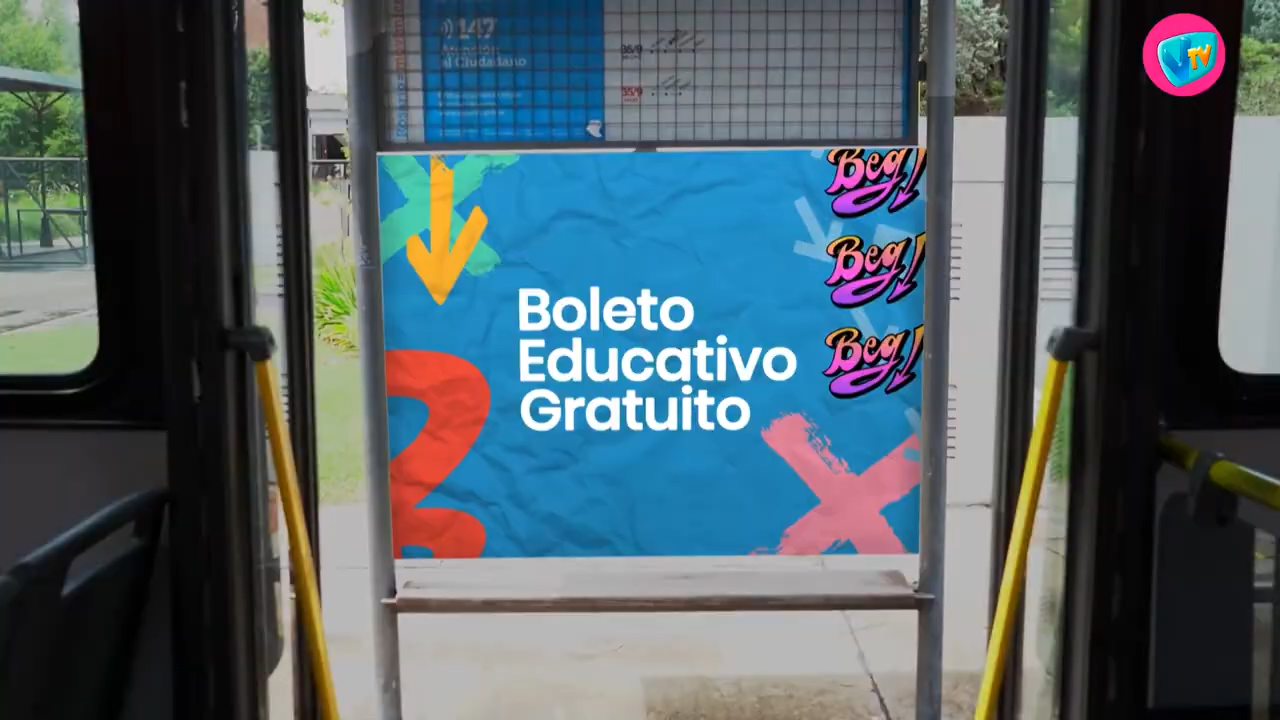 147
Atención
al Ciudadano
Boleto
Educativo
Gratuito
Beg!
Beg!
Beg!
TV